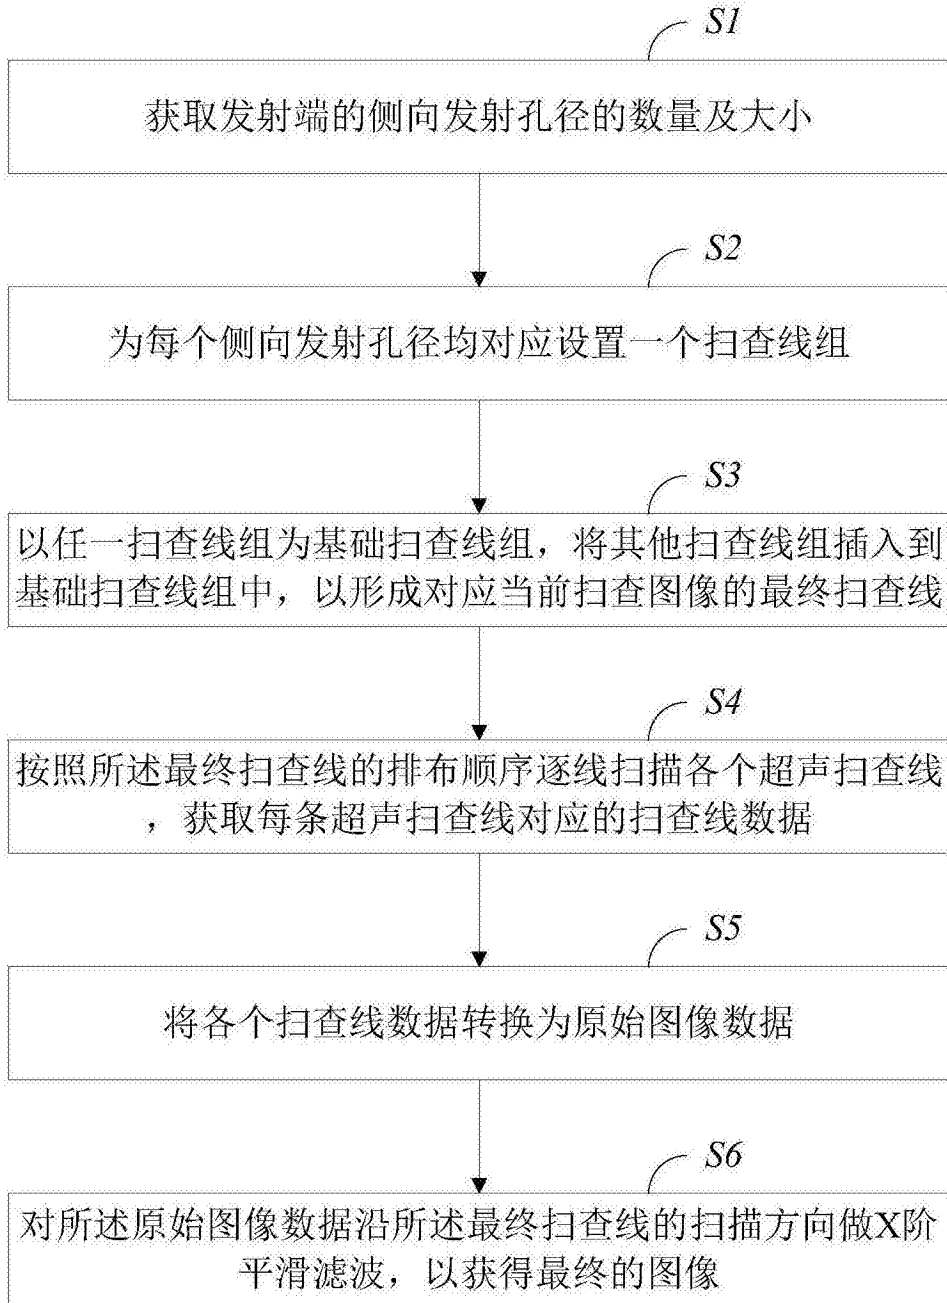 S1
获取发射端的侧向发射孔径的数量及大小
S2
为每个侧向发射孔径均对应设置一个扫查线组
S3
以任一扫查线组为基础扫查线组，将其他扫查线组插入到
基础扫查线组中，以形成对应当前扫查图像的最终扫查线
S4
按照所述最终扫查线的排布顺序逐线扫描各个超声扫查线
，获取每条超声扫查线对应的扫查线数据
S5
将各个扫查线数据转换为原始图像数据
S6
对所述原始图像数据沿所述最终扫查线的扫描方向做X阶
平滑滤波，以获得最终的图像